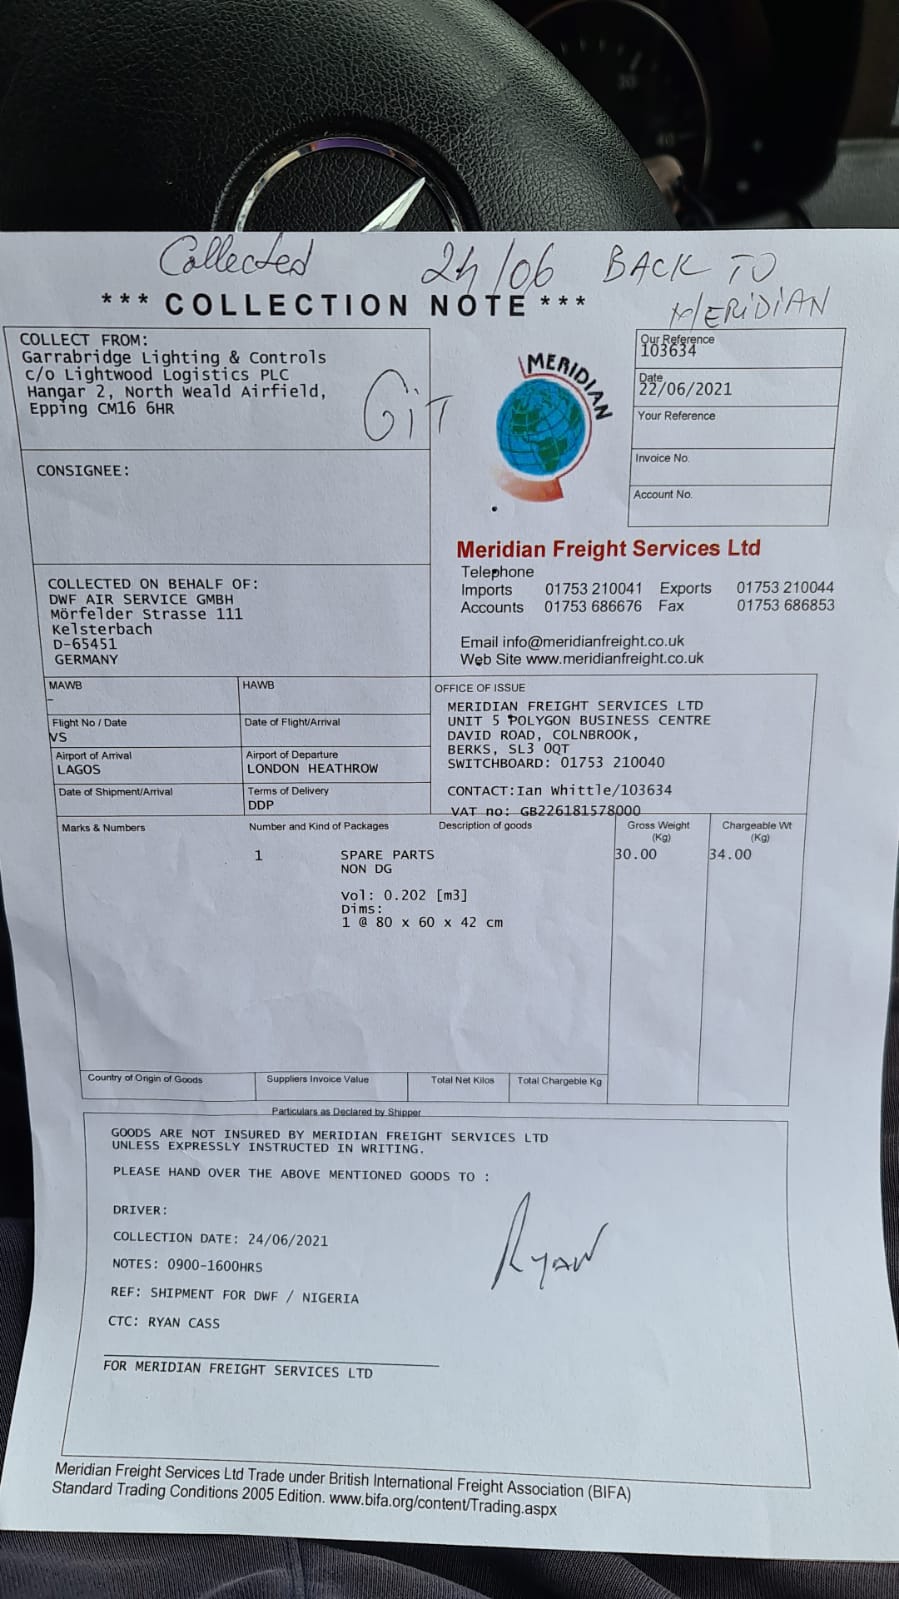 Collected 24/06 BACK TO
MERIDIAN
*** COLLECTION NOTE ***
COLLECT FROM:
Garrabridge Lighting & Controls
c/o Lightwood Logistics PLC
Hangar 2, North Weald Airfield,
Epping CM16 6HR
GiT
MERIDIAN
Our Reference
103634
Date
22/06/2021
Your Reference
Invoice No.
Account No.
CONSIGNEE:
Meridian Freight Services Ltd
Telephone
Imports 01753 210041 Exports 01753 210044
Accounts 01753 686676 Fax 01753 686853
Email info@meridianfreight.co.uk
Web Site www.meridianfreight.co.uk
COLLECTED ON BEHALF OF:
DWF AIR SERVICE GMBH
Mörfelder Strasse 111
Kelsterbach
D-65451
GERMANY
MAWB HAWB
–
Flight No / Date Date of Flight/Arrival
VS
Airport of Arrival Airport of Departure
LAGOS LONDON HEATHROW
Date of Shipment/Arrival Terms of Delivery
DDP
OFFICE OF ISSUE
MERIDIAN FREIGHT SERVICES LTD
UNIT 5 POLYGON BUSINESS CENTRE
DAVID ROAD, COLNBROOK,
BERKS, SL3 0QT
SWITCHBOARD: 01753 210040
CONTACT:Ian Whittle/103634
VAT no: GB226181578000
Marks & Numbers Number and Kind of Packages Description of goods Gross Weight Chargeable Wt
(Kg) (Kg)
1 SPARE PARTS 30.00 34.00
NON DG
Vol: 0.202 [m3]
Dims:
1 @ 80 x 60 x 42 cm
Country of Origin of Goods Suppliers Invoice Value Total Net Kilos Total Chargeable Kg
Particulars as Declared by Shipper
GOODS ARE NOT INSURED BY MERIDIAN FREIGHT SERVICES LTD
UNLESS EXPRESSLY INSTRUCTED IN WRITING.
PLEASE HAND OVER THE ABOVE MENTIONED GOODS TO :
DRIVER:
COLLECTION DATE: 24/06/2021
NOTES: 0900-1600HRS
RYAN
REF: SHIPMENT FOR DWF / NIGERIA
CTC: RYAN CASS
FOR MERIDIAN FREIGHT SERVICES LTD
Meridian Freight Services Ltd Trade under British International Freight Association (BIFA)
Standard Trading Conditions 2005 Edition. www.bifa.org/content/Trading.aspx